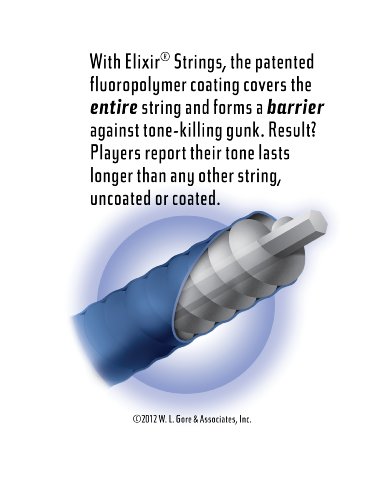 With Elixir® Strings, the patented
fluoropolymer coating covers the
entire string and forms a barrier
against tone-killing gunk. Result?
Players report their tone lasts
longer than any other string,
uncoated or coated.
©2012 W. L. Gore & Associates, Inc.